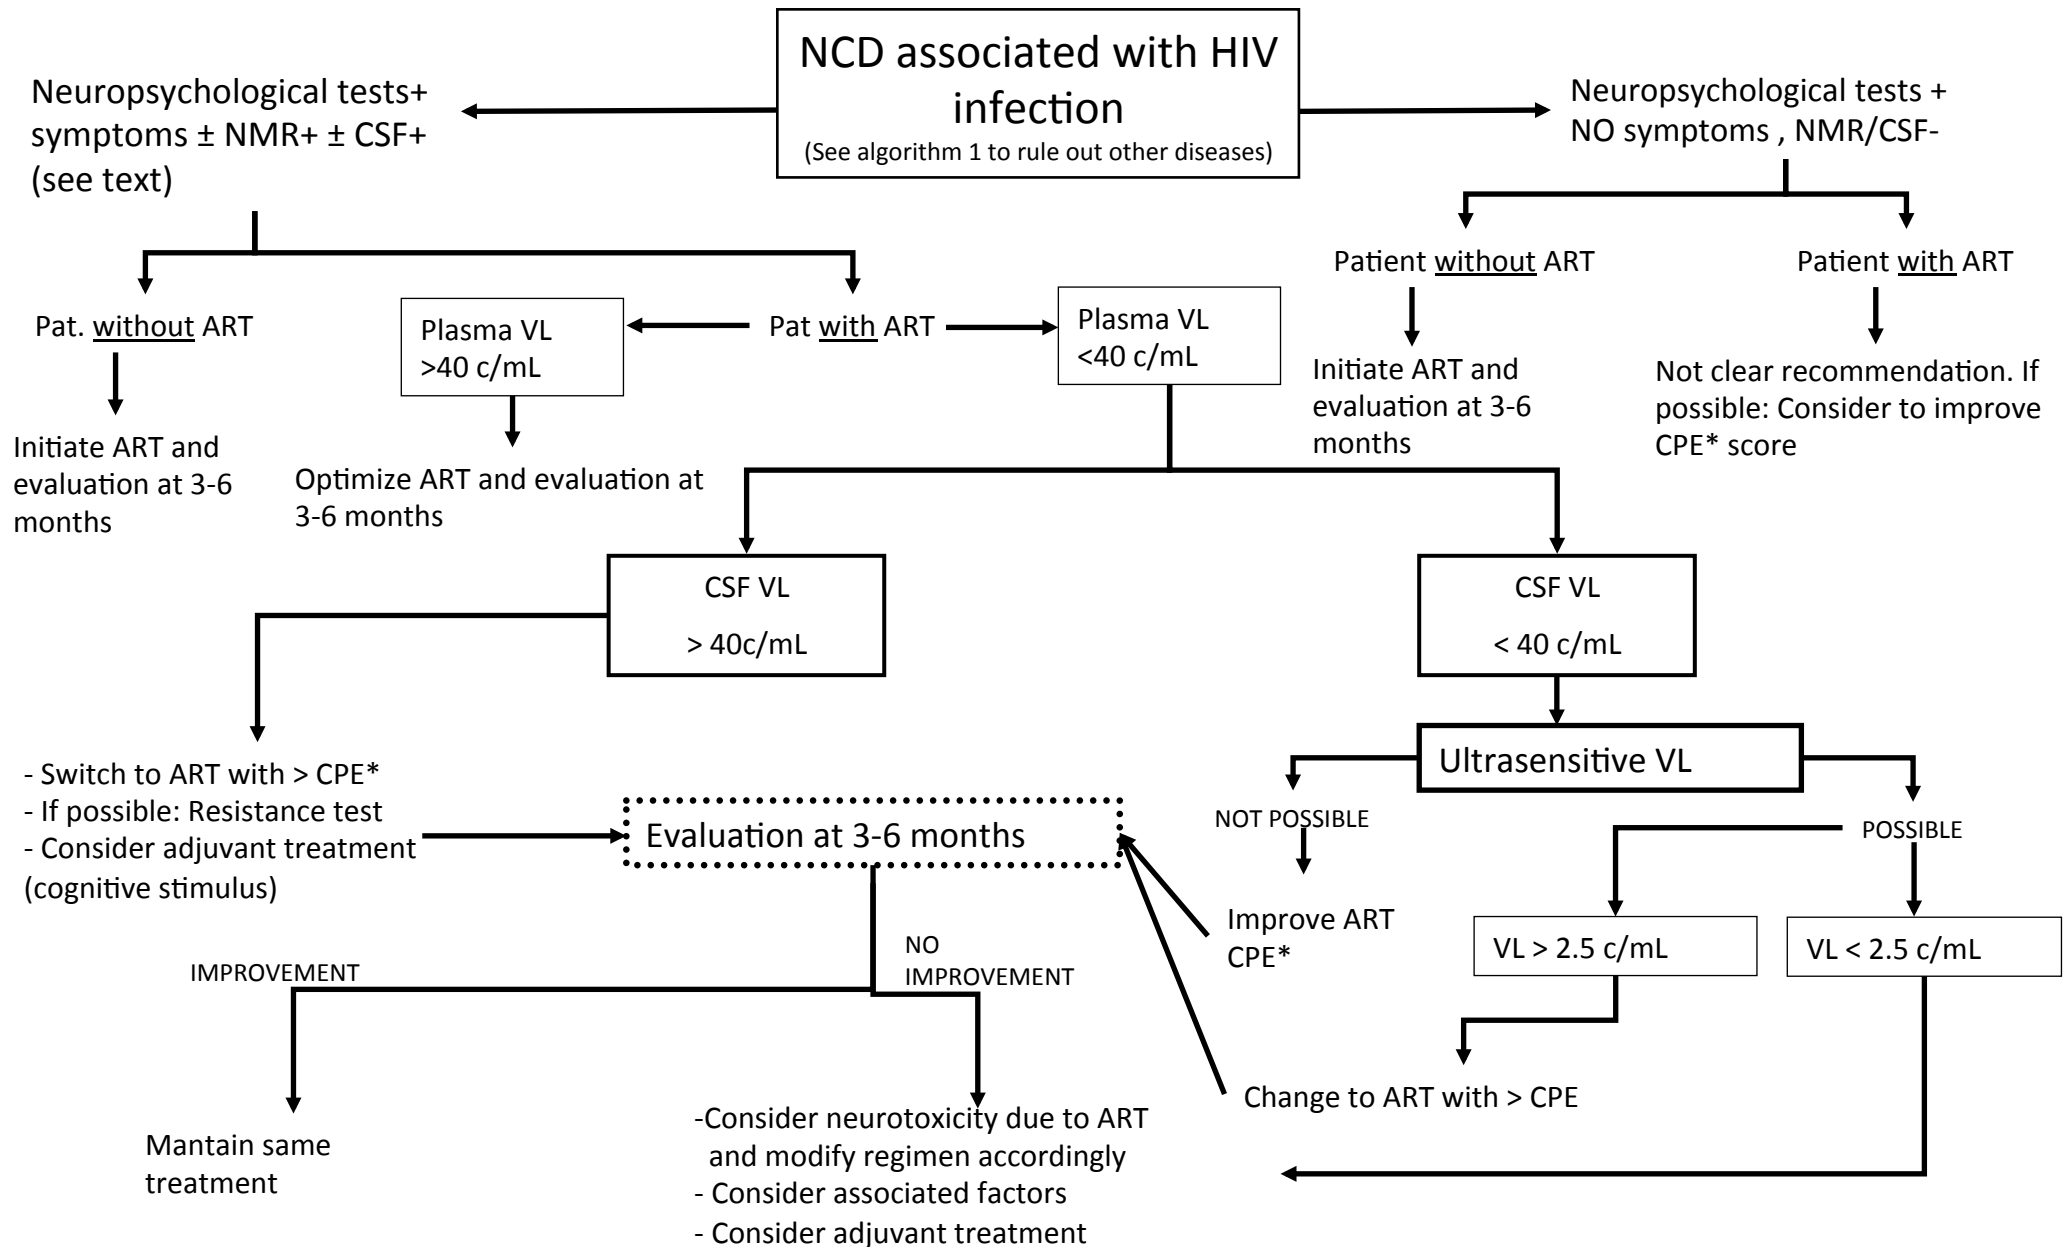 NCD associated with HIV
infection
(See algorithm 1 to rule out other diseases)
Neuropsychological tests+
symptoms ± NMR+ ± CSF+
(see text)
Neuropsychological tests +
NO symptoms , NMR/CSF-
Patient without ART
Patient with ART
Pat. without ART
Plasma VL
>40 c/mL
Pat with ART
Plasma VL
<40 c/mL
Initiate ART and
evaluation at 3-6
months
Not clear recommendation. If
possible: Consider to improve
CPE* score
Initiate ART and
evaluation at 3-6
months
Optimize ART and evaluation at
3-6 months
CSF VL
> 40c/mL
CSF VL
< 40 c/mL
Ultrasensitive VL
- Switch to ART with > CPE*
- If possible: Resistance test
- Consider adjuvant treatment
(cognitive stimulus)
Evaluation at 3-6 months
NOT POSSIBLE
POSSIBLE
Improve ART
CPE*
VL > 2.5 c/mL
VL < 2.5 c/mL
IMPROVEMENT
NO
IMPROVEMENT
Change to ART with > CPE
Mantain same
treatment
-Consider neurotoxicity due to ART
and modify regimen accordingly
- Consider associated factors
- Consider adjuvant treatment